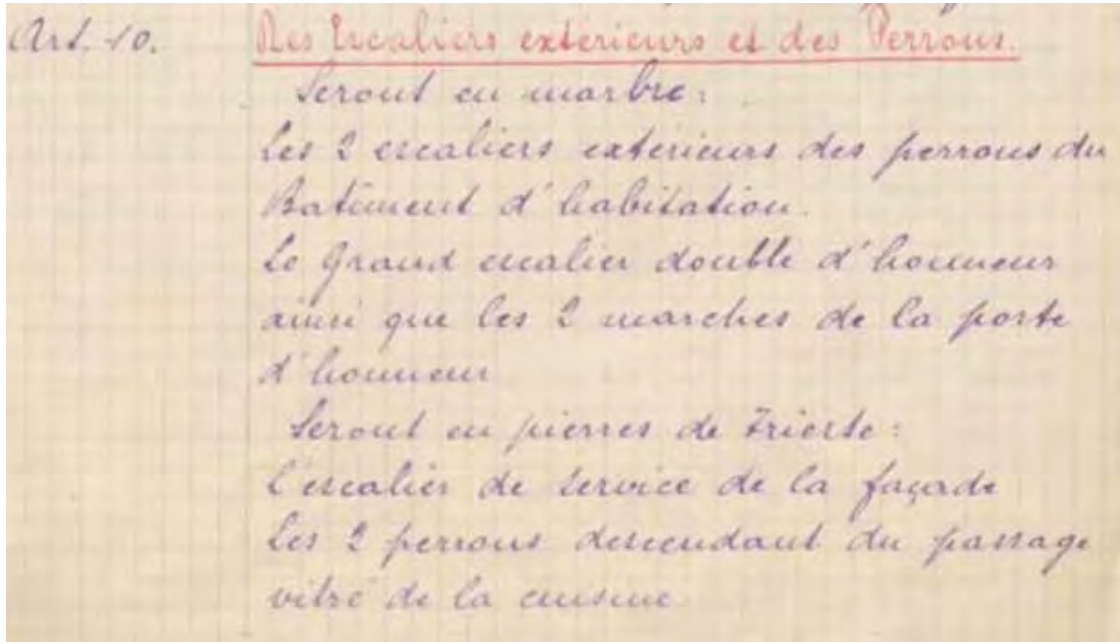 Art. 10. Des Escaliers extérieurs et des Perrons.
Seront en marbre:
Les 2 escaliers extérieurs des perrons du
Batiment d'habitation.
Le Grand escalier double d'honneur
ainsi que les 2 marches de la porte
d'honneur
Seront en pierres de Trieste:
L'escalier de service de la façade
Les 2 perrons descendant du passage
vitré de la cuisine